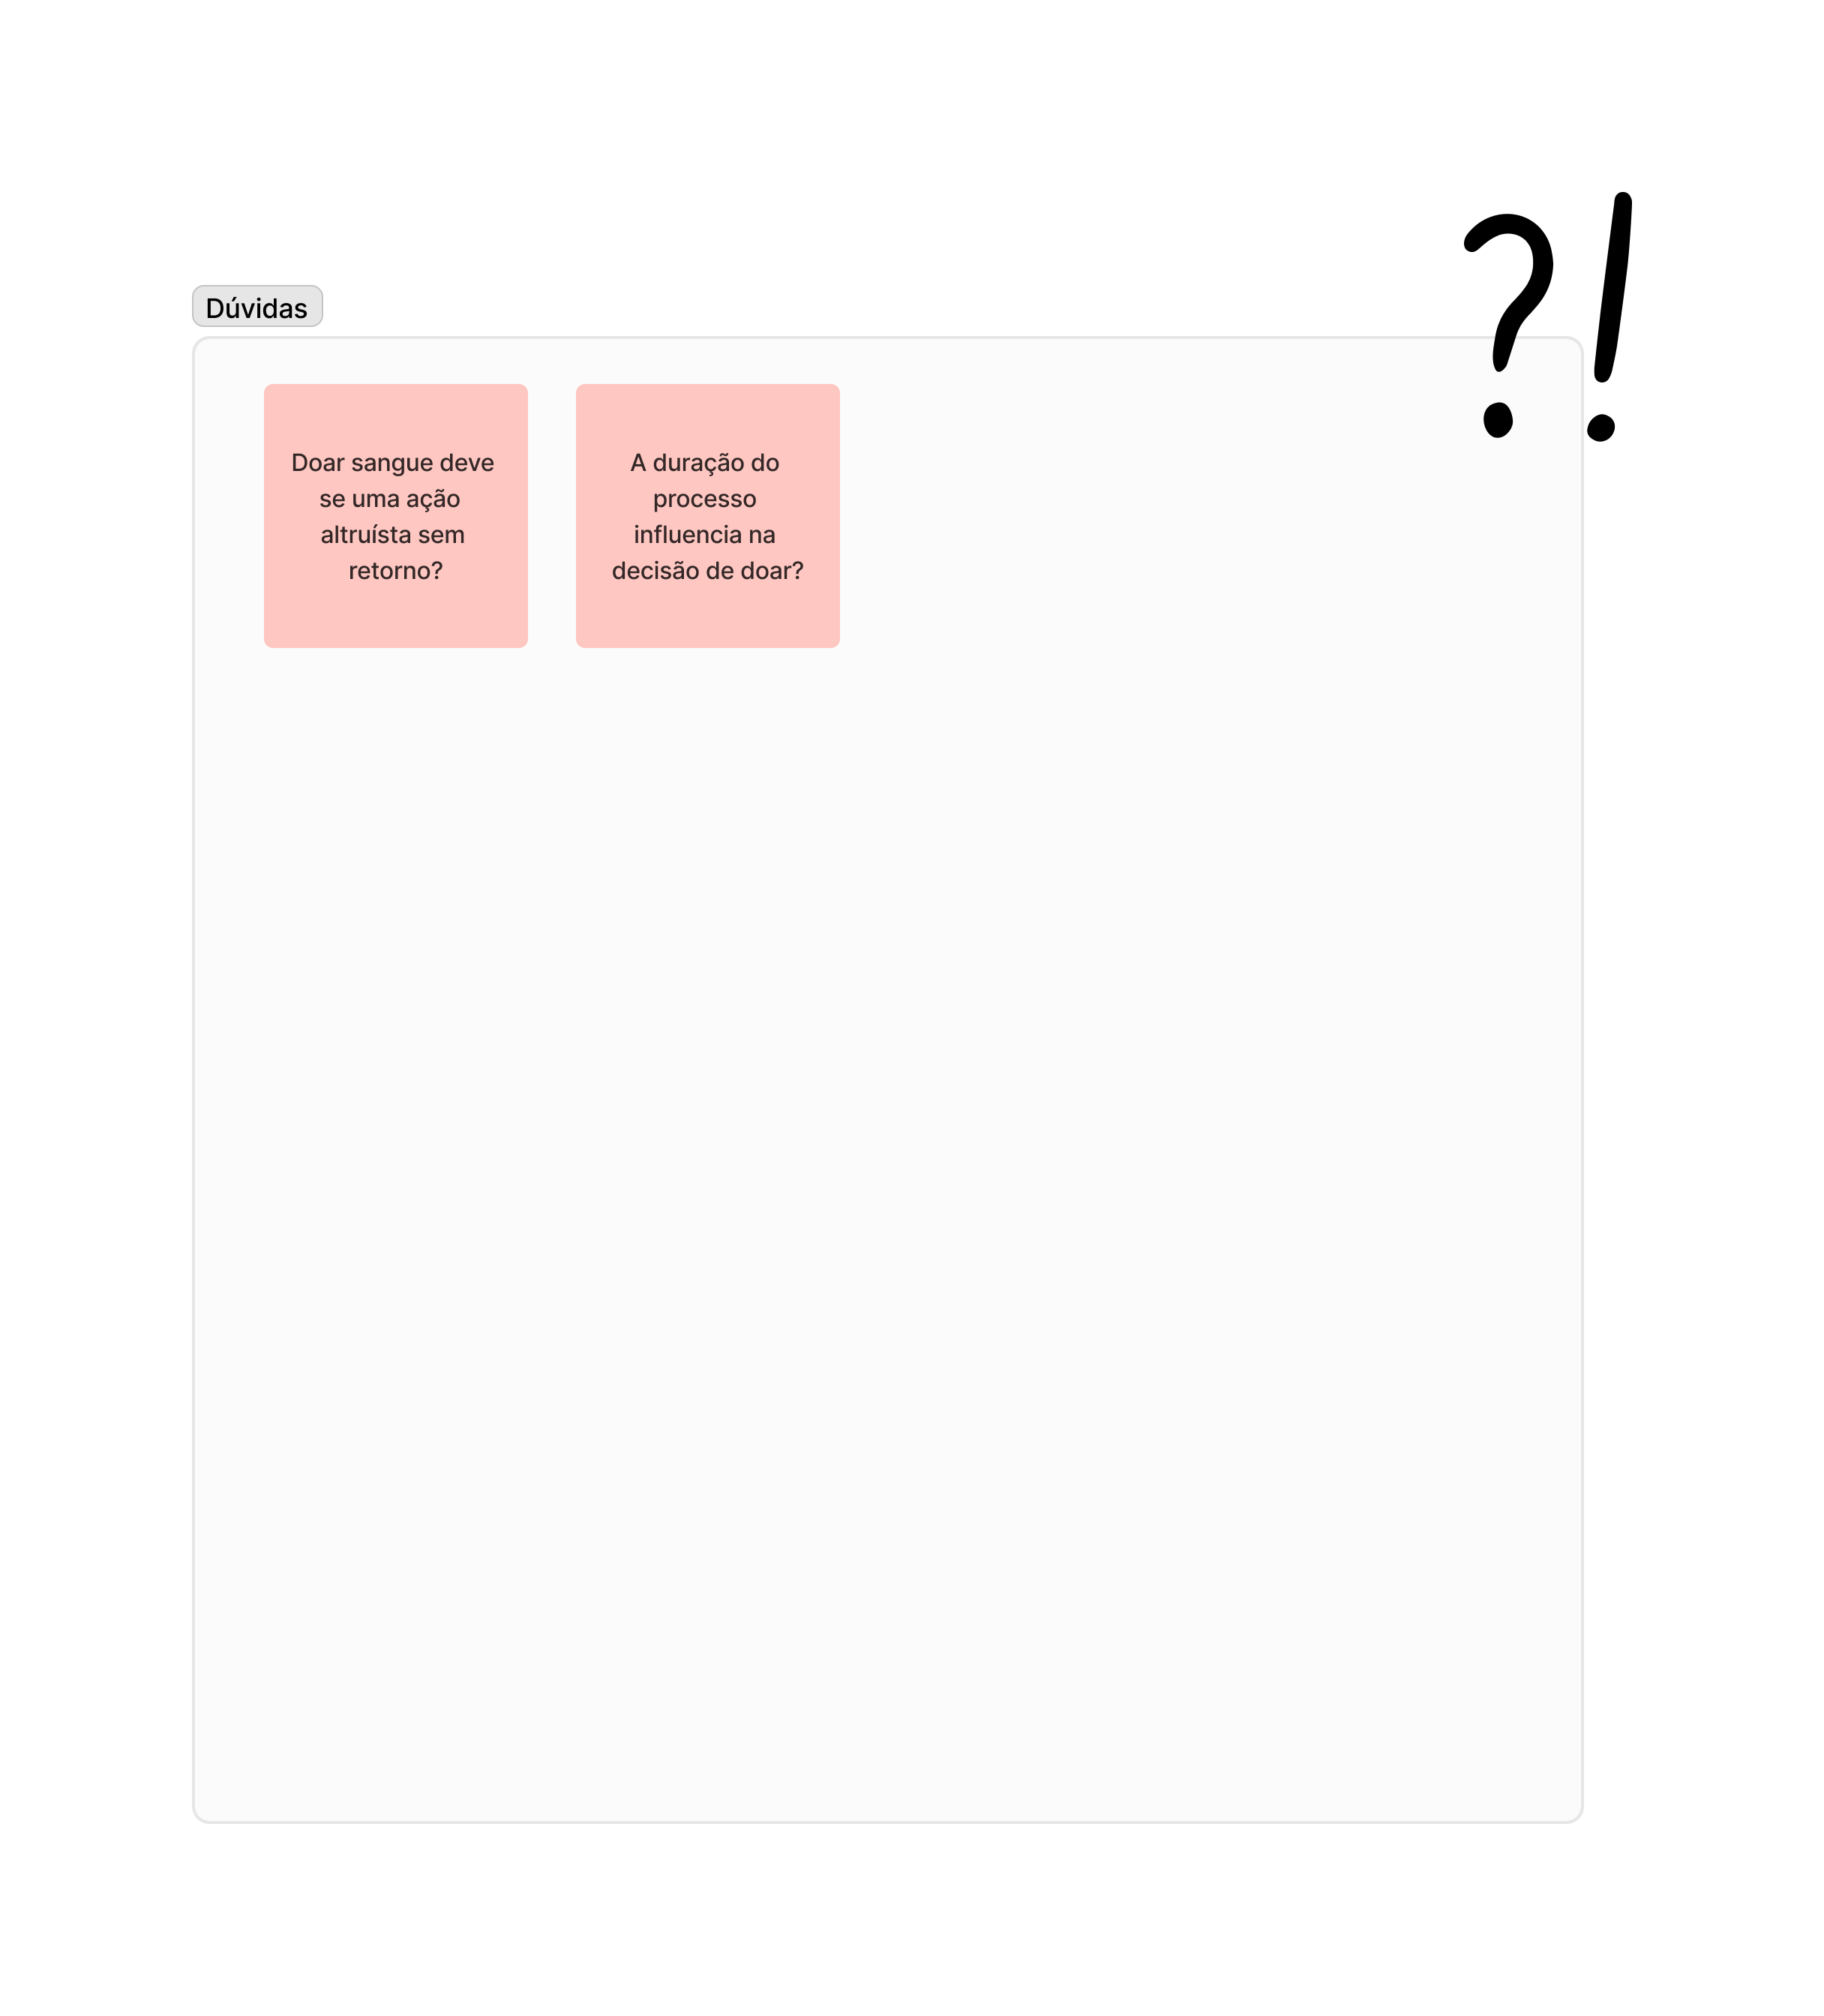 ?!
Dúvidas
Doar sangue deve
se uma ação
altruísta sem
retorno?
A duração do
processo
influencia na
decisão de doar?